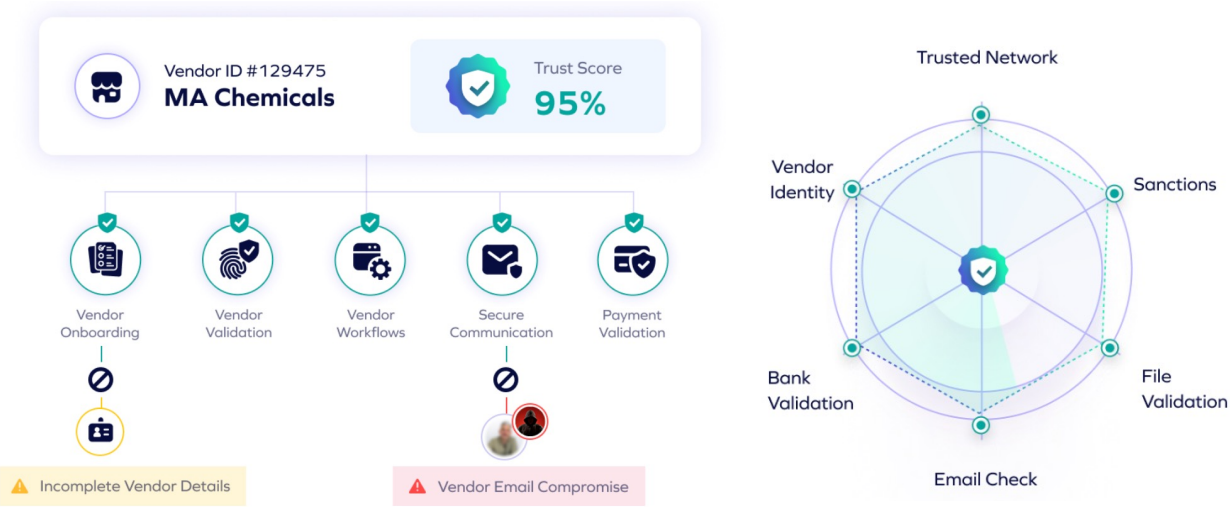 Vendor ID #129475
MA Chemicals
Trust Score
95%
Vendor
Onboarding
Vendor
Validation
Vendor
Workflows
Secure
Communication
Payment
Validation
Incomplete Vendor Details
Vendor Email Compromise
Trusted Network
Vendor
Identity
Sanctions
Bank
Validation
File
Validation
Email Check